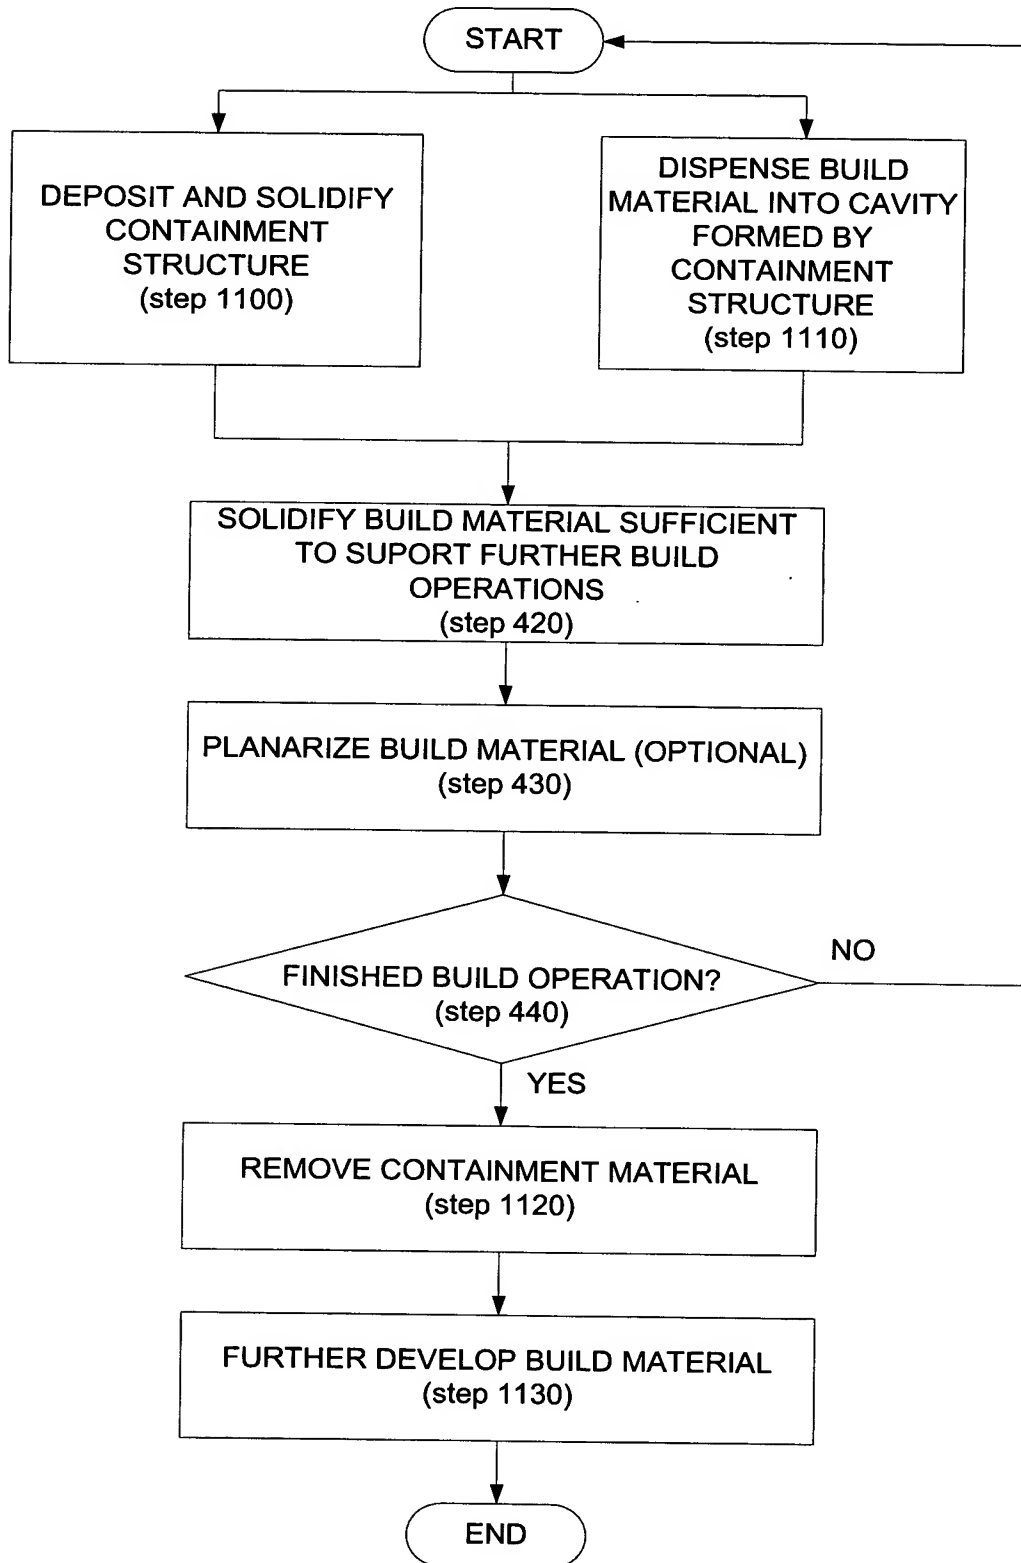 START
DEPOSIT AND SOLIDIFY
CONTAINMENT
STRUCTURE
(step 1100)
DISPENSE BUILD
MATERIAL INTO CAVITY
FORMED BY
CONTAINMENT
STRUCTURE
(step 1110)
SOLIDIFY BUILD MATERIAL SUFFICIENT
TO SUPORT FURTHER BUILD
OPERATIONS
(step 420)
PLANARIZE BUILD MATERIAL (OPTIONAL)
(step 430)
FINISHED BUILD OPERATION?
(step 440)
NO
YES
REMOVE CONTAINMENT MATERIAL
(step 1120)
FURTHER DEVELOP BUILD MATERIAL
(step 1130)
END